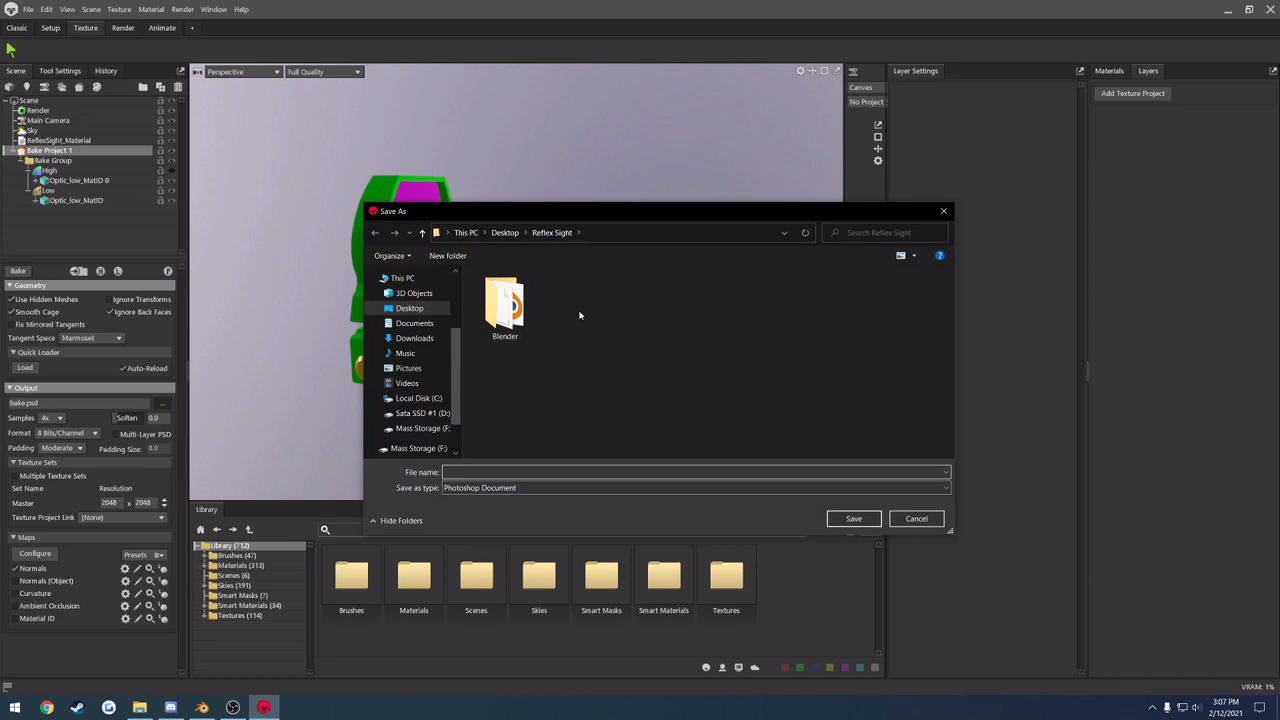 File Edit View Scene Texture Material Render Window Help
Classic Setup Texture Render Animate +
Scene Tool Settings History
Perspective Full Quality
Canvas
No Project
Layer Settings
Materials Layers
Add Texture Project
Scene
Render
Main Camera
Sky
ReflexSight_Material
Bake Project 1
Bake Group
High
Optic_low_MatID 0
Low
Optic_low_MatID
Bake
Geometry
Use Hidden Meshes Ignore Transforms
Smooth Cage Ignore Back Faces
Fix Mirrored Tangents
Tangent Space Marmoset
Quick Loader
Load Auto-Reload
Output
bake.psd ...
Samples 4x Soften 0.0
Format 8 Bits/Channel Multi-Layer PSD
Padding Moderate Padding Size: 8.0
Texture Sets
Multiple Texture Sets
Set Name Resolution
Master 2048 x 2048
Texture Project Link (None)
Maps
Configure Presets
Normals
Normals (Object)
Curvature
Ambient Occlusion
Material ID
Save As
This PC Desktop Reflex Sight
Search Reflex Sight
Organize New folder
This PC
3D Objects
Desktop
Documents
Downloads
Music
Pictures
Videos
Local Disk (C:)
Sata SSD #1 (D:)
Mass Storage (F:
Mass Storage (F:)
Blender
File name:
Save as type: Photoshop Document
Hide Folders
Save Cancel
Library
Library (712)
Brushes (47)
Materials (313)
Scenes (6)
Skies (191)
Smart Masks (7)
Smart Materials (34)
Textures (114)
Brushes Materials Scenes Skies Smart Masks Smart Materials Textures
VRAM: 1%
3:07 PM
2/12/2021